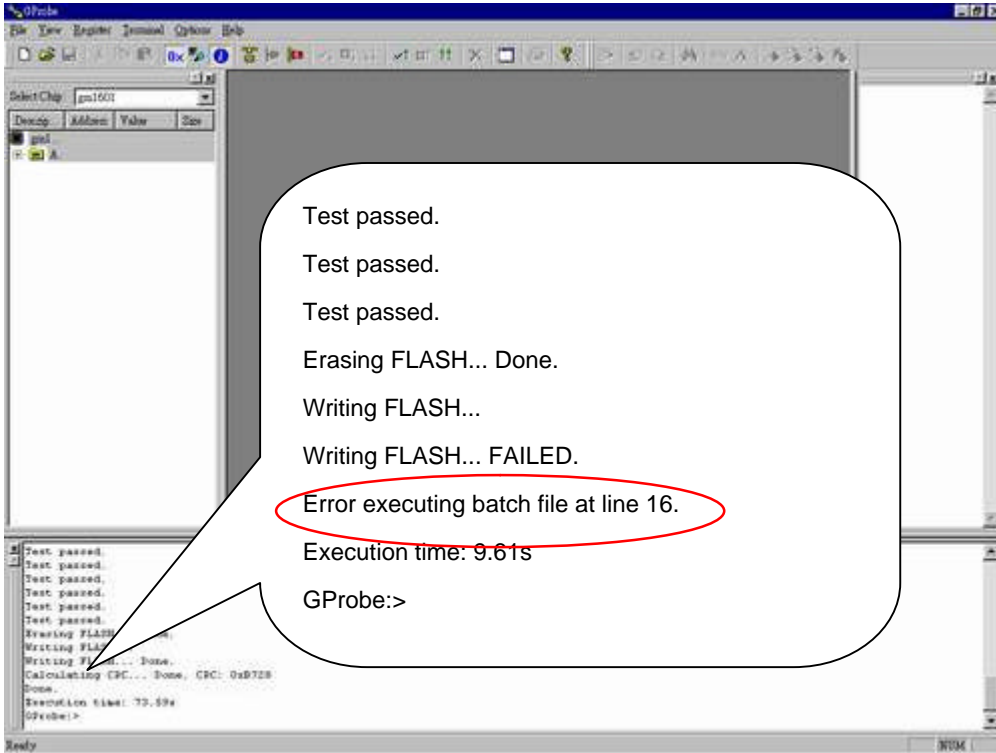 GProbe
File View Register Terminal Options Help
0x
Select Chip gm1601
Descrip Address Value Size
gm1...
A
Test passed.
Test passed.
Test passed.
Erasing FLASH... Done.
Writing FLASH...
Writing FLASH... FAILED.
Error executing batch file at line 16.
Execution time: 9.61s
GProbe:>
Test passed.
Test passed.
Test passed.
Test passed.
Test passed.
Test passed.
Erasing
Writing
Writing ... Done.
Calculating CRC... Done, CRC: 0xB728
Done.
Execution time: 73.59s
GProbe:>
Ready NUM